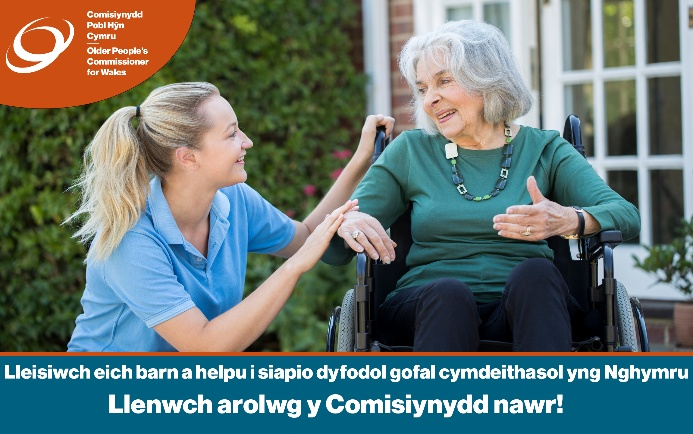 Comisiynydd
Pobl Hŷn
Cymru
Older People's
Commissioner
for Wales
Lleisiwch eich barn a helpu i siapio dyfodol gofal cymdeithasol yng Nghymru
Llenwch arolwg y Comisiynydd nawr!